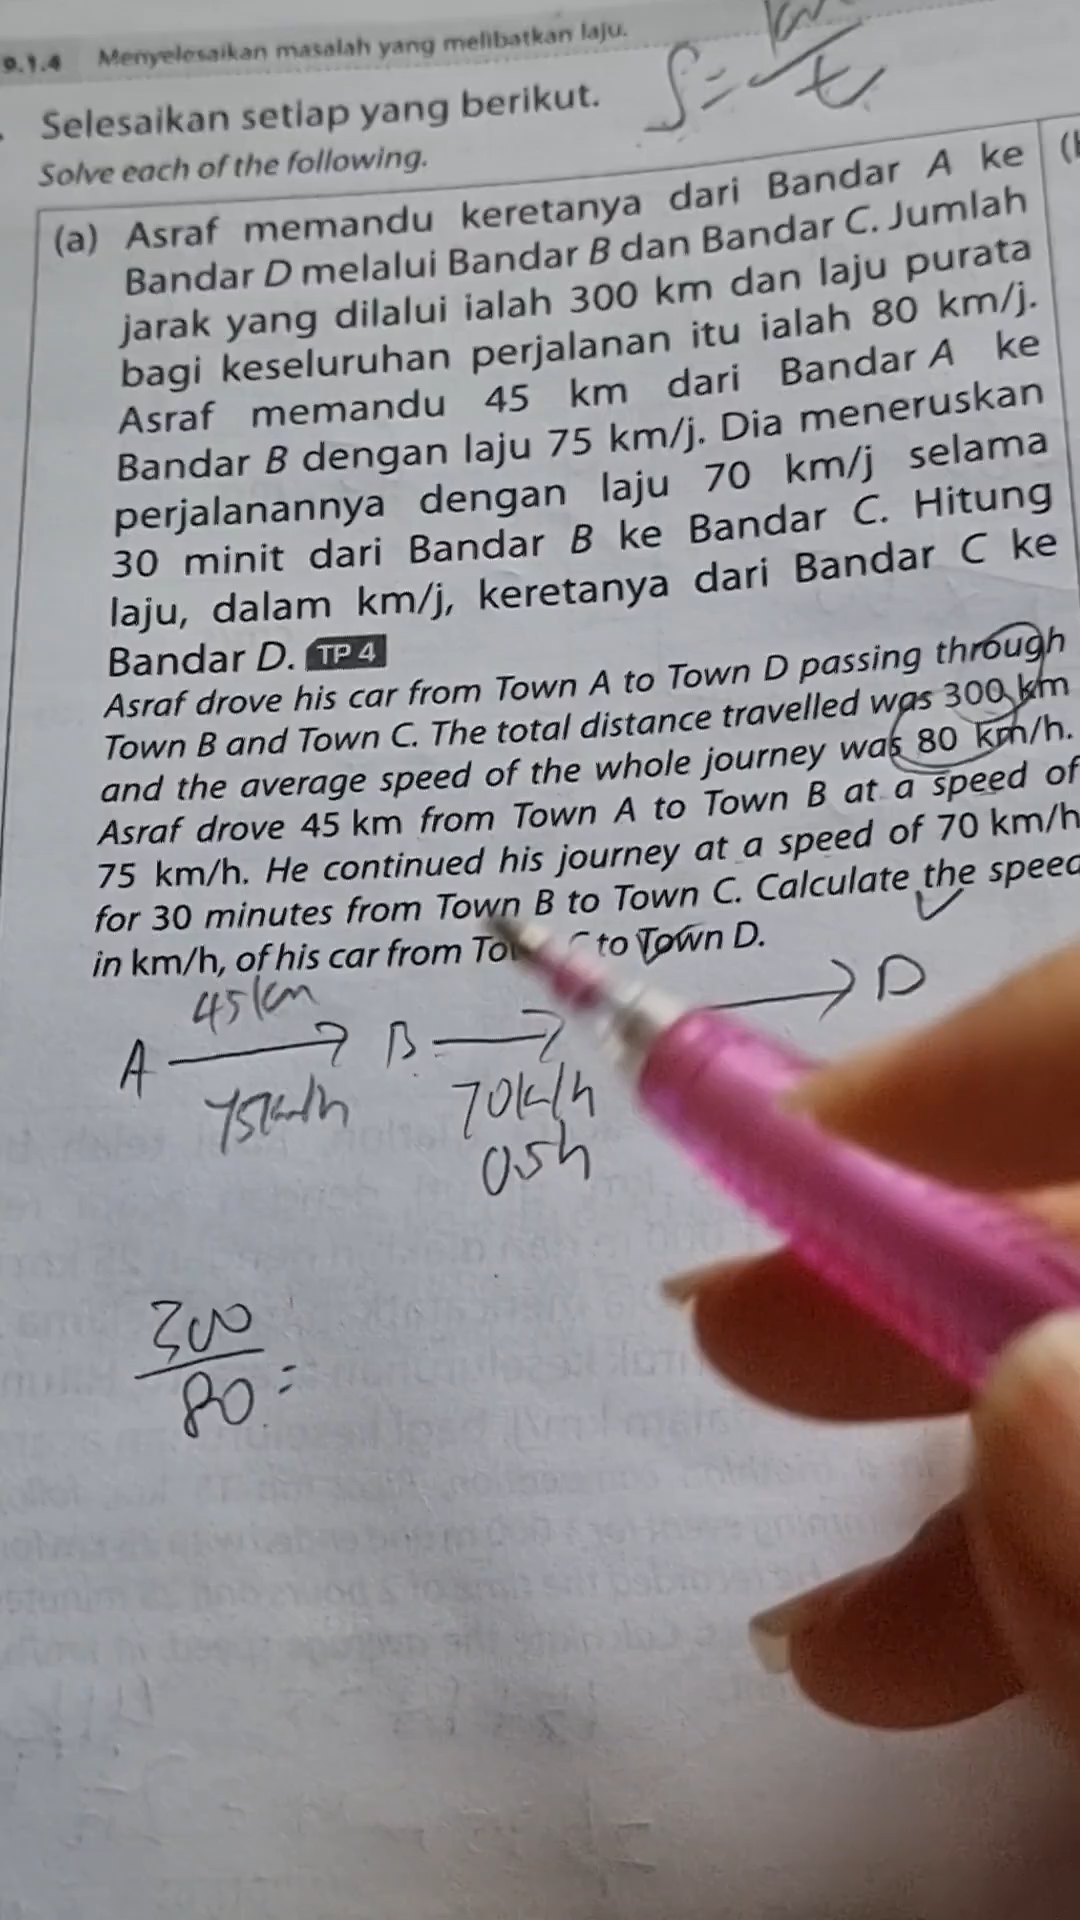 9.1.4 Menyelesaikan masalah yang melibatkan laju.
Selesaikan setiap yang berikut.
S = km/t
Solve each of the following.
(a) Asraf memandu keretanya dari Bandar A ke
Bandar D melalui Bandar B dan Bandar C. Jumlah
jarak yang dilalui ialah 300 km dan laju purata
bagi keseluruhan perjalanan itu ialah 80 km/j.
Asraf memandu 45 km dari Bandar A ke
Bandar B dengan laju 75 km/j. Dia meneruskan
perjalanannya dengan laju 70 km/j selama
30 minit dari Bandar B ke Bandar C. Hitung
laju, dalam km/j, keretanya dari Bandar C ke
Bandar D. TP 4
Asraf drove his car from Town A to Town D passing through
Town B and Town C. The total distance travelled was 300 km
and the average speed of the whole journey was 80 km/h.
Asraf drove 45 km from Town A to Town B at a speed of
75 km/h. He continued his journey at a speed of 70 km/h
for 30 minutes from Town B to Town C. Calculate the speed
in km/h, of his car from to Town D.
45km
A B D
75km/h 70k/h
0.5h
300
80 =